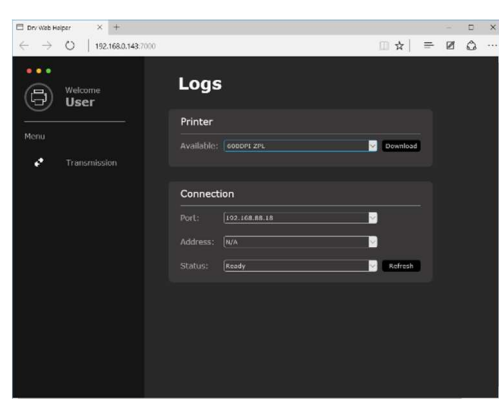 Drv Web Helper
192.168.0.143:7000
Welcome
User
Menu
Transmission
Logs
Printer
Available: 600DPI ZPL Download
Connection
Port: 192.168.88.18
Address: N/A
Status: Ready Refresh